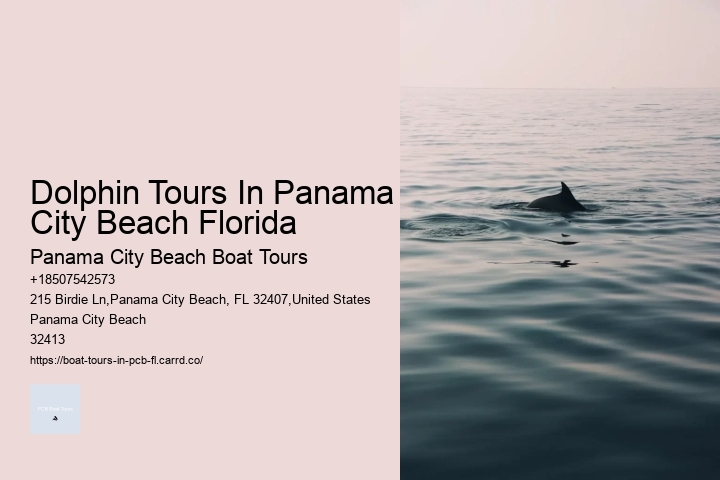 Dolphin Tours In Panama
City Beach Florida
Panama City Beach Boat Tours
+18507542573
215 Birdie Ln,Panama City Beach, FL 32407,United States
Panama City Beach
32413
https://boat-tours-in-pcb-fl.carrd.co/